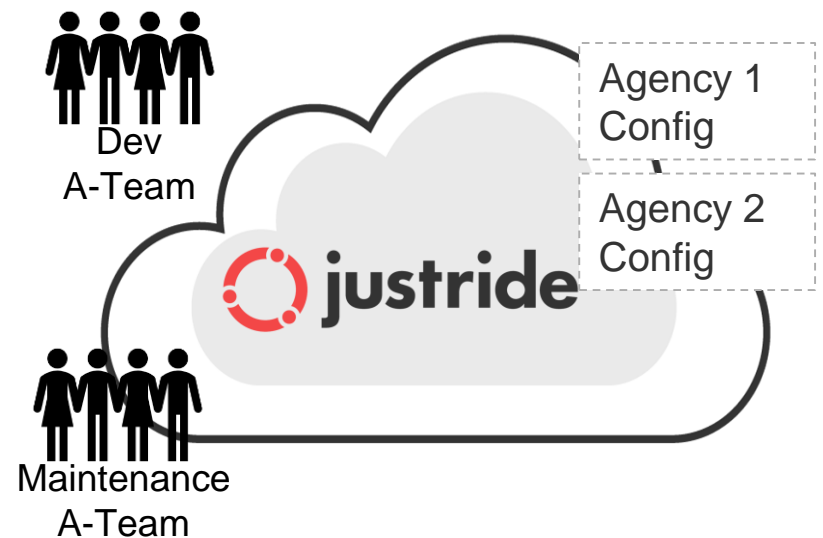 Dev
A-Team
Agency 1
Config
Agency 2
Config
justride
Maintenance
A-Team